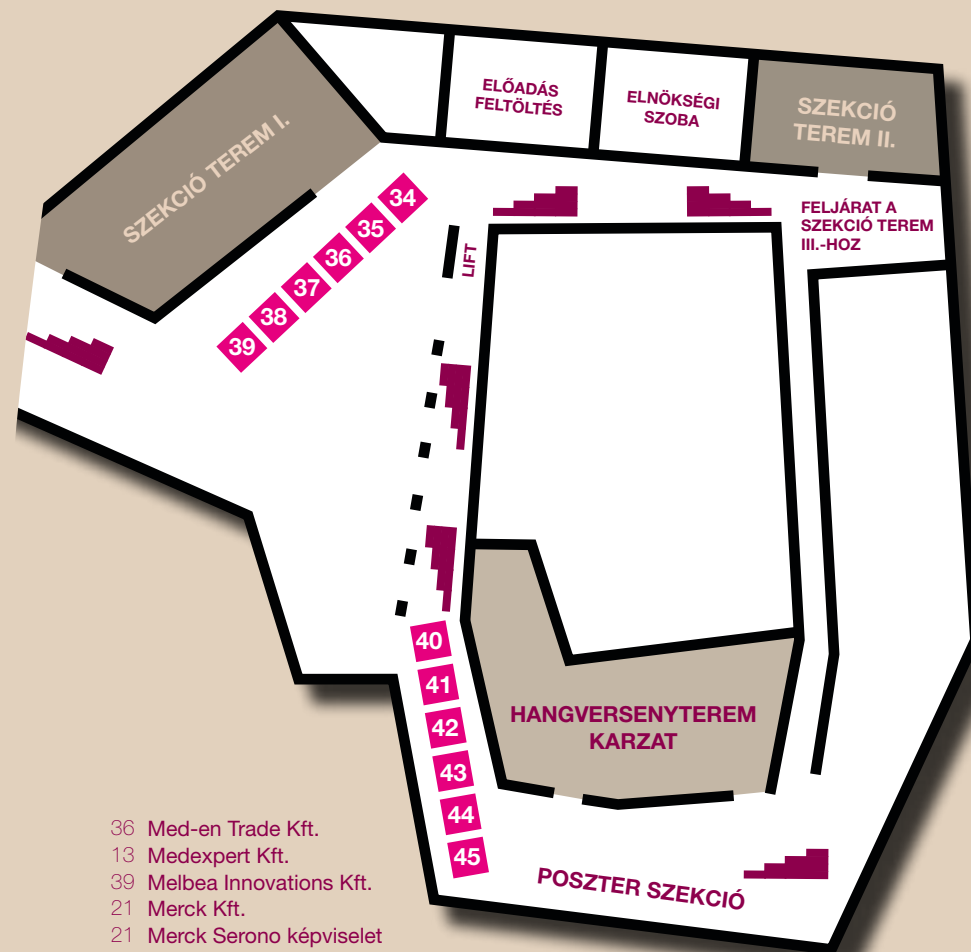 ELŐADÁS
FELTÖLTÉS
ELNÖKSÉGI
SZOBA
SZEKCIÓ
TEREM II.
SZEKCIÓ TEREM I.
FELJÁRAT A
SZEKCIÓ TEREM
III.-HOZ
LIFT
34
35
36
37
38
39
40
41
42
43
44
45
HANGVERSENYTEREM
KARZAT
POSZTER SZEKCIÓ
36 Med-en Trade Kft.
13 Medexpert Kft.
39 Melbea Innovations Kft.
21 Merck Kft.
21 Merck Serono képviselet